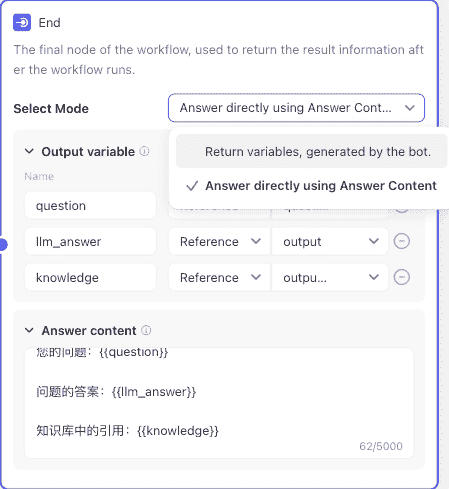 End
The final node of the workflow, used to return the result information aft
er the workflow runs.
Select Mode
Answer directly using Answer Cont...
Return variables, generated by the bot.
Answer directly using Answer Content
Output variable
Name
question
llm_answer Reference output
knowledge Reference outpu...
Answer content
您的问题：{{question}}
问题的答案：{{llm_answer}}
知识库中的引用：{{knowledge}}
62/5000